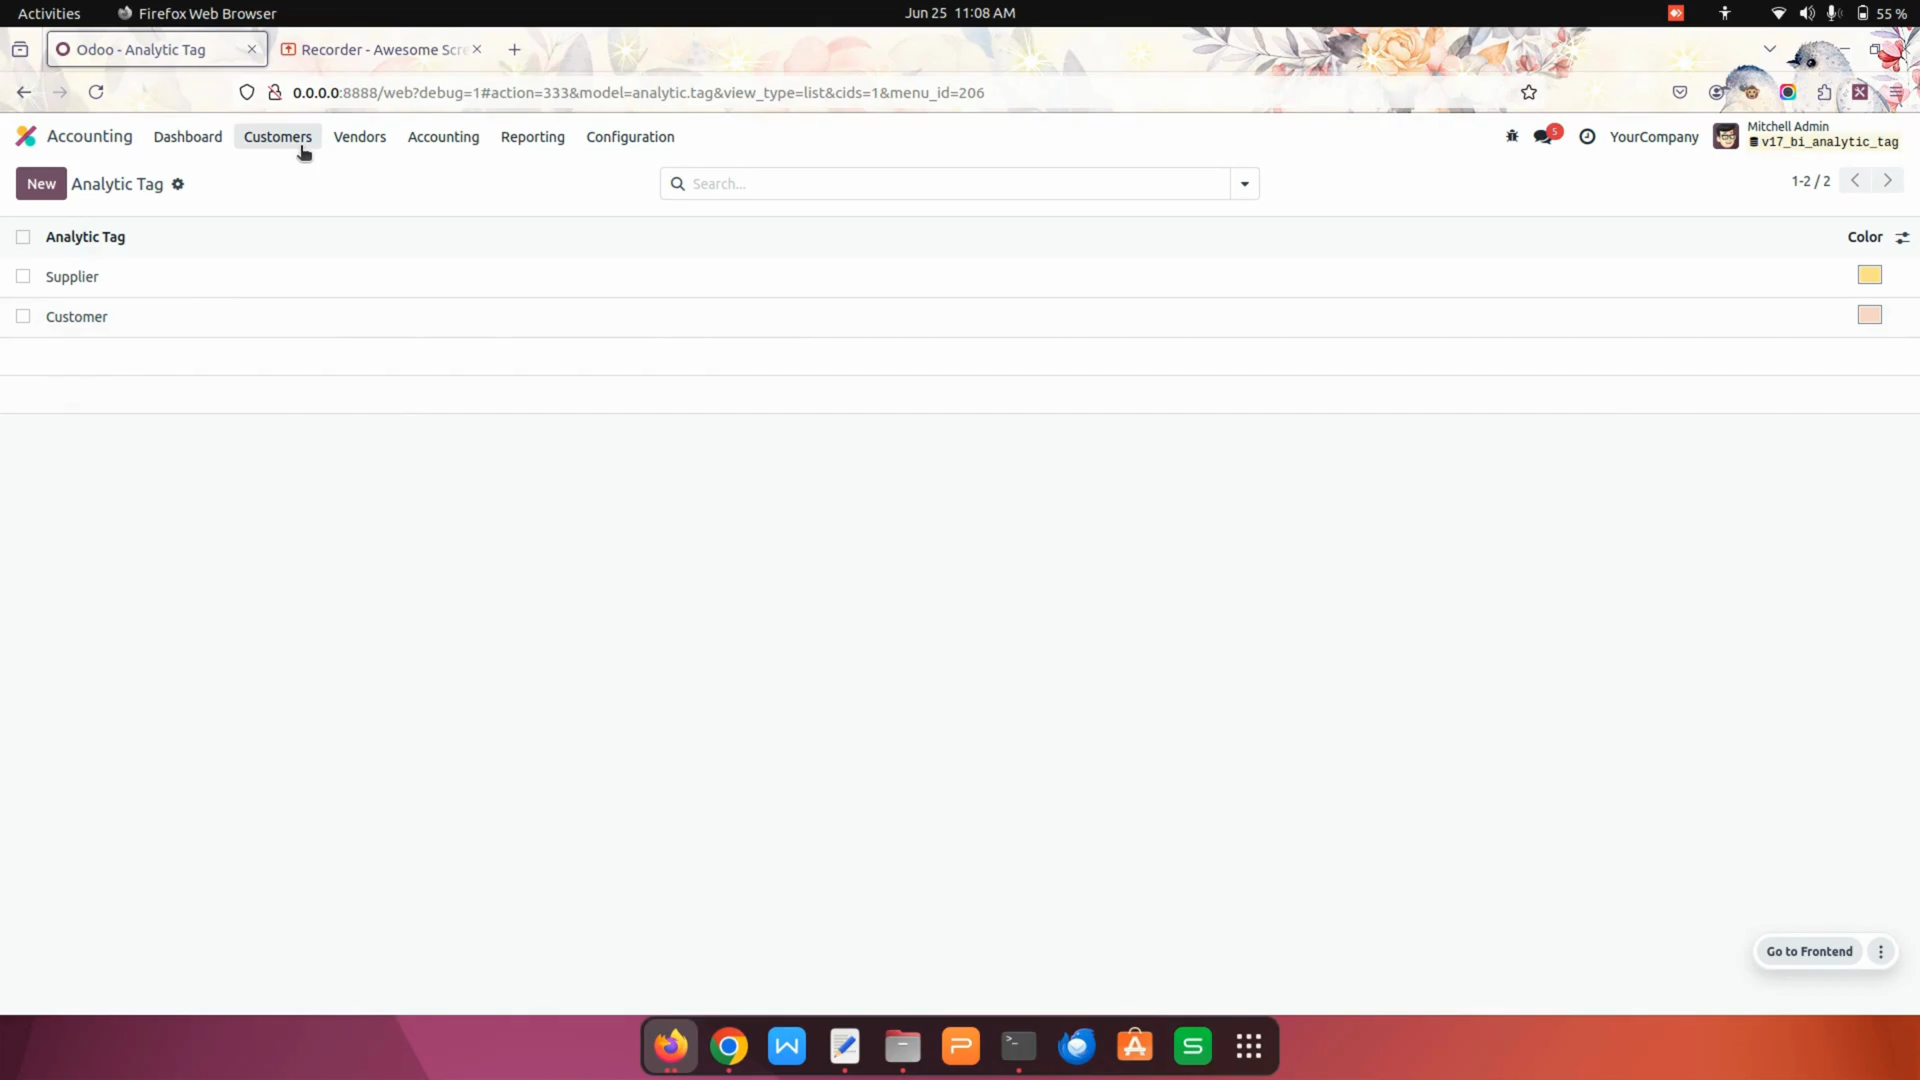 Activities Firefox Web Browser Jun 25 11:08 AM 55 %
Odoo - Analytic Tag Recorder - Awesome Scre
0.0.0.0:8888/web?debug=1#action=333&model=analytic.tag&view_type=list&cids=1&menu_id=206
Accounting Dashboard Customers Vendors Accounting Reporting Configuration 5 YourCompany Mitchell Admin
v17_bi_analytic_tag
New Analytic Tag Search... 1-2 / 2
Analytic Tag Color
Supplier
Customer
Go to Frontend